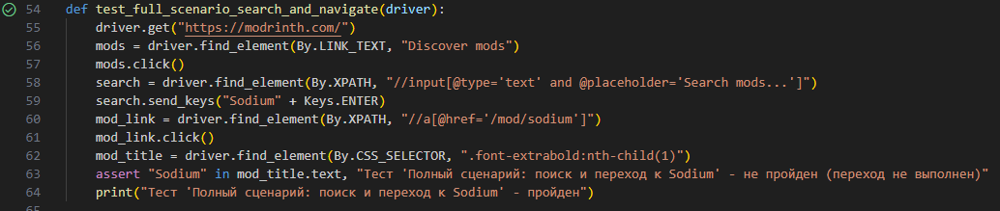 54 def test_full_scenario_search_and_navigate(driver):
55     driver.get("https://modrinth.com/")
56     mods = driver.find_element(By.LINK_TEXT, "Discover mods")
57     mods.click()
58     search = driver.find_element(By.XPATH, "//input[@type='text' and @placeholder='Search mods...']")
59     search.send_keys("Sodium" + Keys.ENTER)
60     mod_link = driver.find_element(By.XPATH, "//a[@href='/mod/sodium']")
61     mod_link.click()
62     mod_title = driver.find_element(By.CSS_SELECTOR, ".font-extrabold:nth-child(1)")
63     assert "Sodium" in mod_title.text, "Тест 'Полный сценарий: поиск и переход к Sodium' - не пройден (переход не выполнен)"
64     print("Тест 'Полный сценарий: поиск и переход к Sodium' - пройден")
65